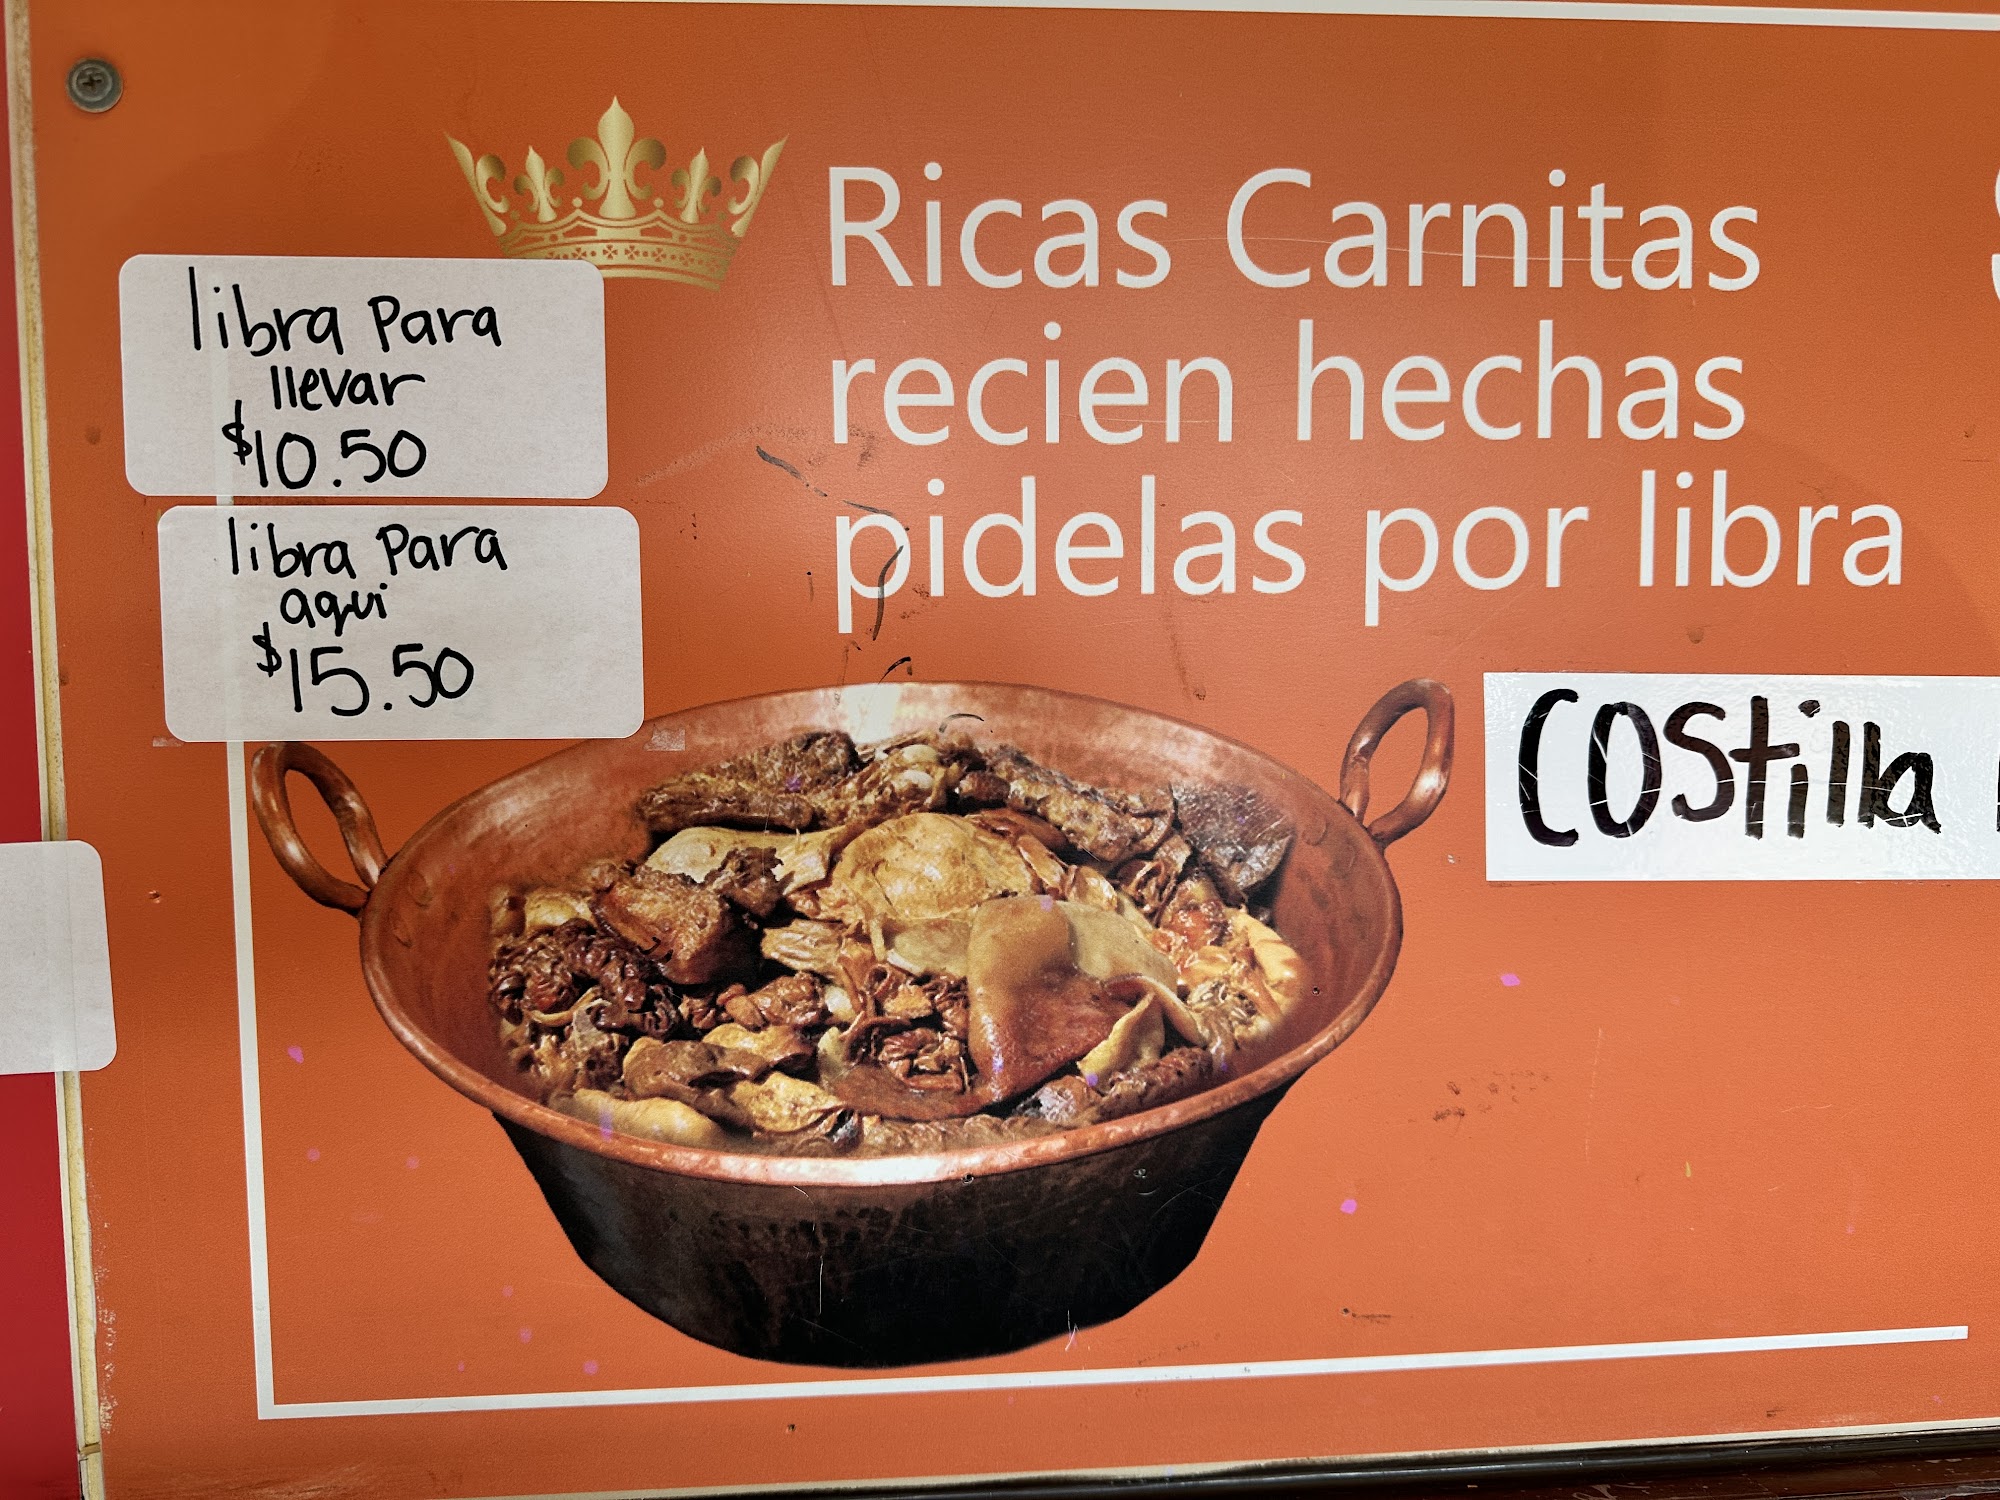 libra para
llevar
$10.50
libra para
aqui
$15.50
Ricas Carnitas
recien hechas
pidelas por libra
Costilla